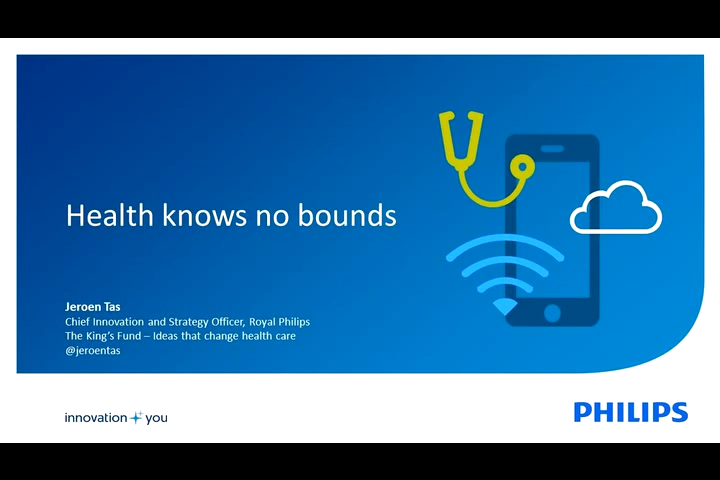 Health knows no bounds
Jeroen Tas
Chief Innovation and Strategy Officer, Royal Philips
The King's Fund – Ideas that change health care
@jeroentas
innovation you
PHILIPS